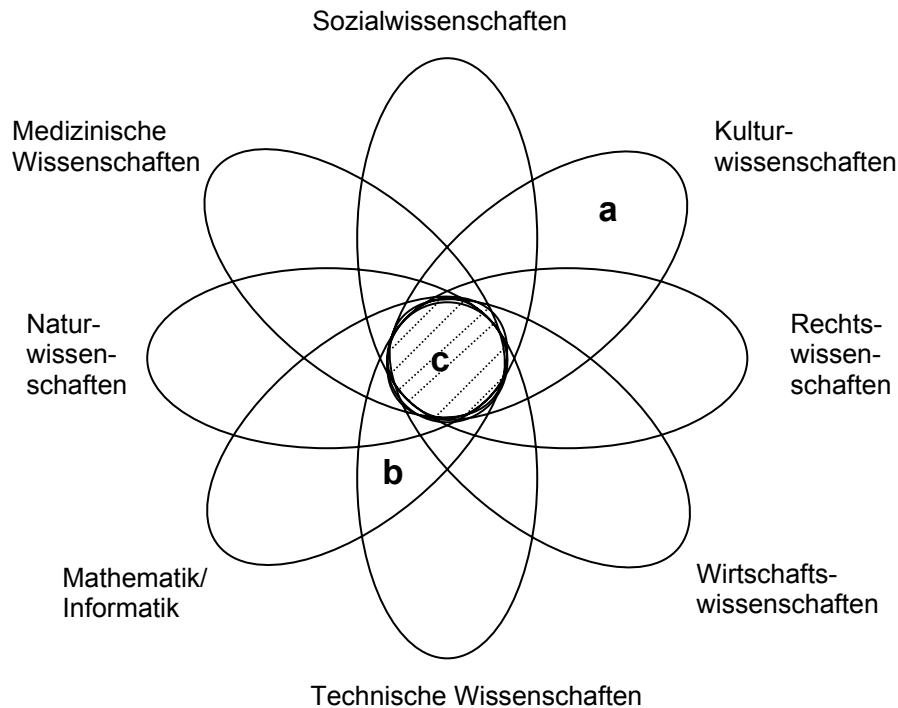 Sozialwissenschaften
Medizinische
Wissenschaften
Kultur-
wissenschaften
a
Natur-
wissen-
schaften
c
Rechts-
wissen-
schaften
b
Mathematik/
Informatik
Wirtschafts-
wissenschaften
Technische Wissenschaften